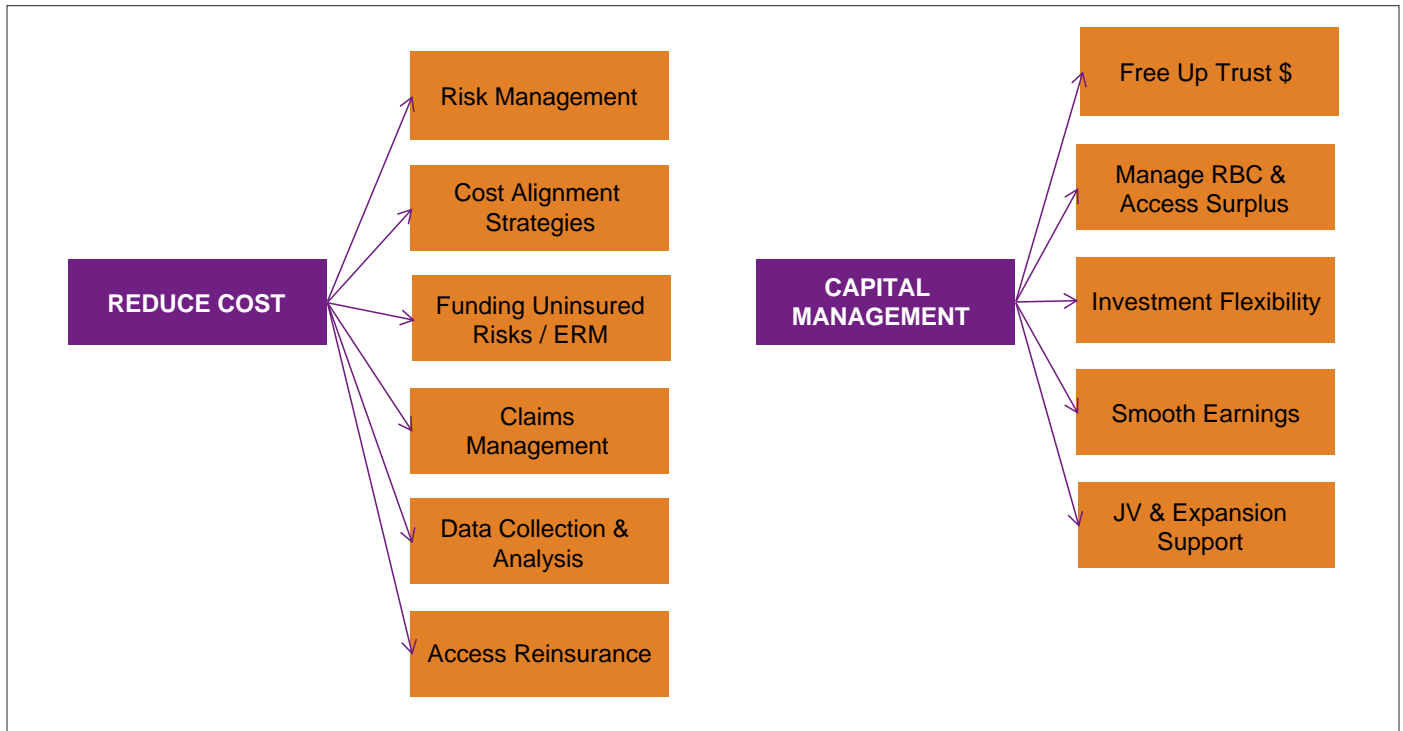 REDUCE COST
Risk Management
Cost Alignment
Strategies
Funding Uninsured
Risks / ERM
Claims
Management
Data Collection &
Analysis
Access Reinsurance
CAPITAL
MANAGEMENT
Free Up Trust $
Manage RBC &
Access Surplus
Investment Flexibility
Smooth Earnings
JV & Expansion
Support